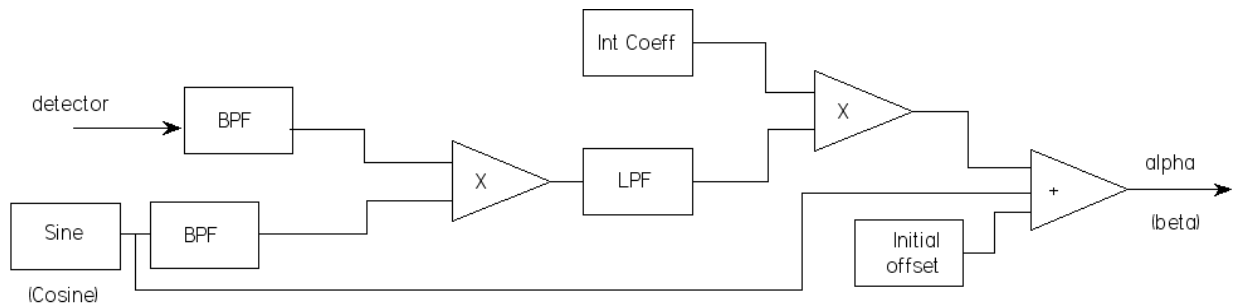 Int Coeff
detector
BPF
X
X
LPF
alpha
+
Sine
BPF
(beta)
Initial
offset
(Cosine)